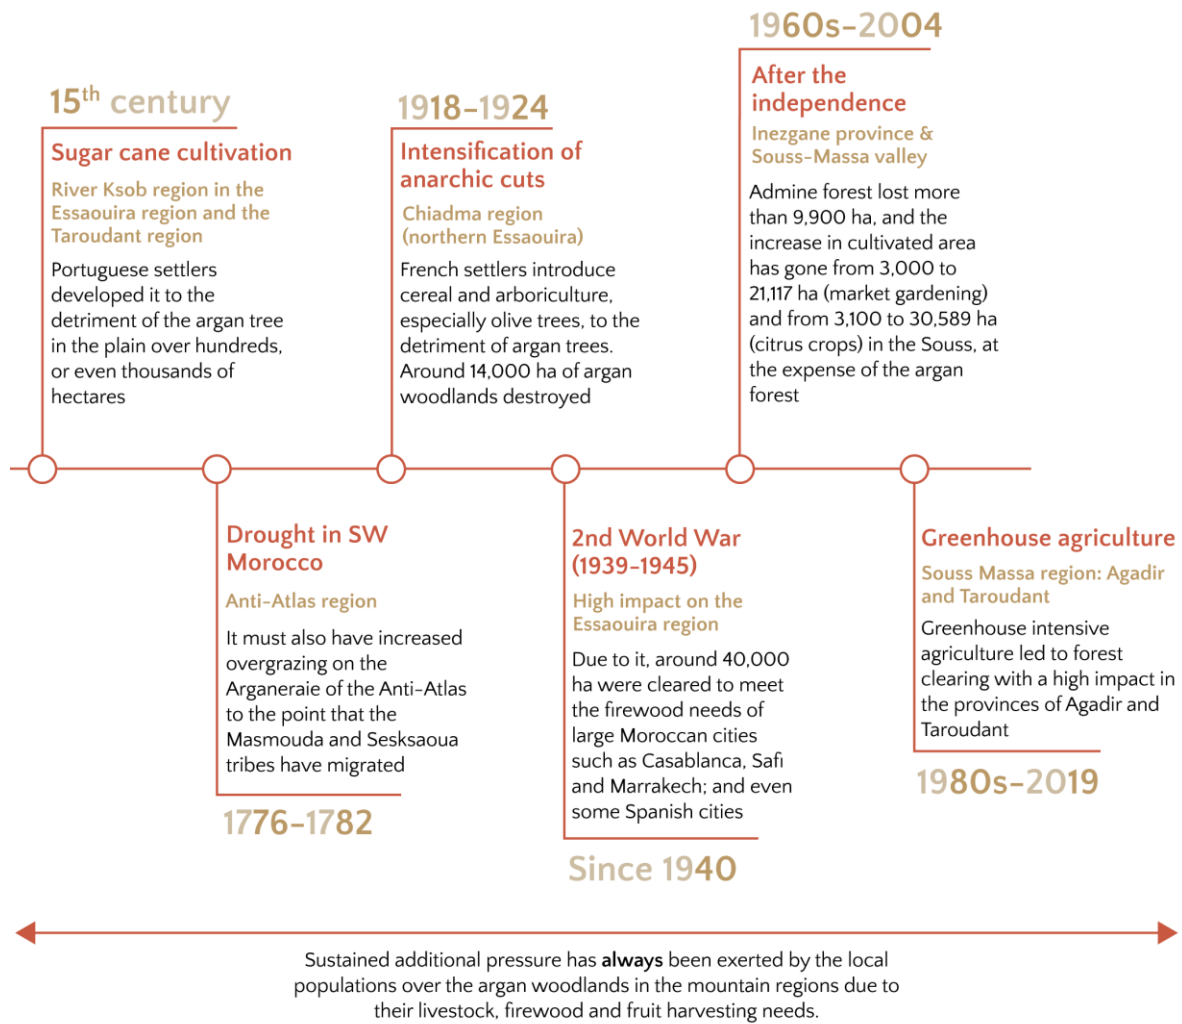 15th century
Sugar cane cultivation
River Ksob region in the
Essaouira region and the
Taroudant region
Portuguese settlers
developed it to the
detriment of the argan tree
in the plain over hundreds,
or even thousands of
hectares
Drought in SW
Morocco
Anti-Atlas region
It must also have increased
overgrazing on the
Arganeraie of the Anti-Atlas
to the point that the
Masmouda and Sesksaoua
tribes have migrated
1776-1782
1918-1924
Intensification of
anarchic cuts
Chiadma region
(northern Essaouira)
French settlers introduce
cereal and arboriculture,
especially olive trees, to the
detriment of argan trees.
Around 14,000 ha of argan
woodlands destroyed
2nd World War
(1939-1945)
High impact on the
Essaouira region
Due to it, around 40,000
ha were cleared to meet
the firewood needs of
large Moroccan cities
such as Casablanca, Safi
and Marrakech; and even
some Spanish cities
Since 1940
1960s-2004
After the
independence
Inezgane province &
Souss-Massa valley
Admine forest lost more
than 9,900 ha, and the
increase in cultivated area
has gone from 3,000 to
21,117 ha (market gardening)
and from 3,100 to 30,589 ha
(citrus crops) in the Souss, at
the expense of the argan
forest
Greenhouse agriculture
Souss Massa region: Agadir
and Taroudant
Greenhouse intensive
agriculture led to forest
clearing with a high impact in
the provinces of Agadir and
Taroudant
1980s-2019
Sustained additional pressure has always been exerted by the local
populations over the argan woodlands in the mountain regions due to
their livestock, firewood and fruit harvesting needs.